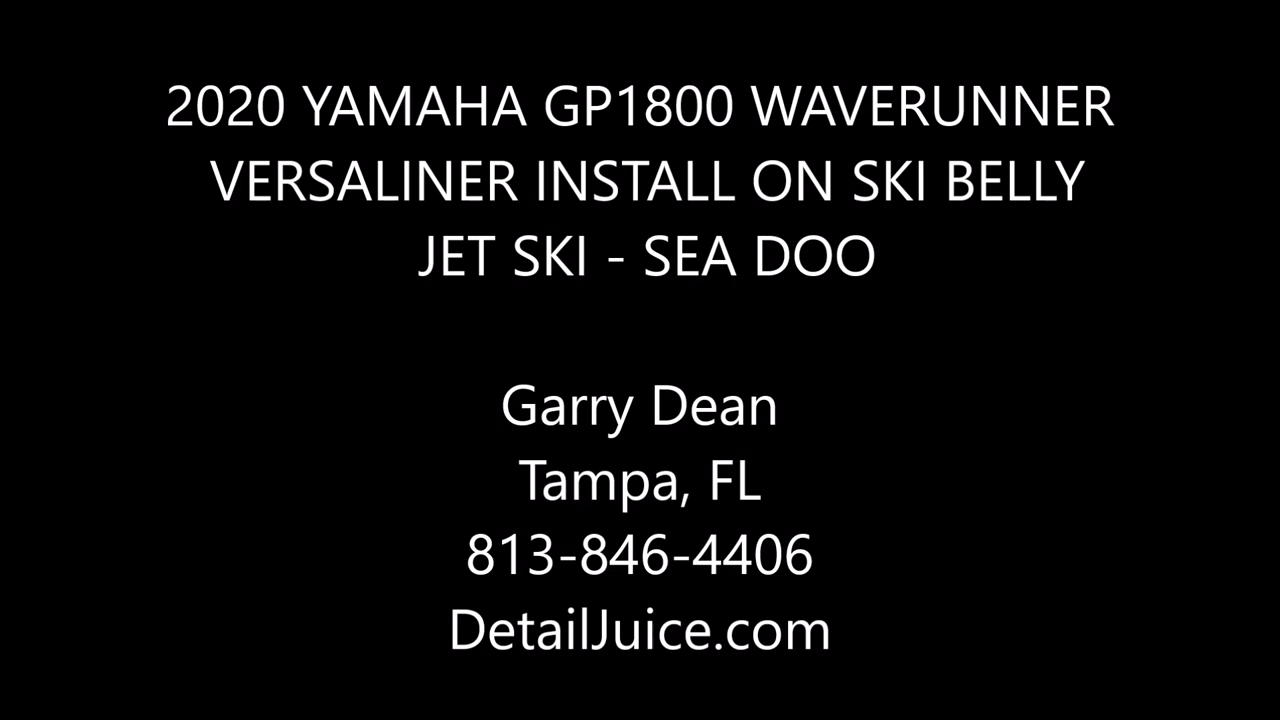 2020 YAMAHA GP1800 WAVERUNNER
VERSALINER INSTALL ON SKI BELLY
JET SKI - SEA DOO
Garry Dean
Tampa, FL
813-846-4406
DetailJuice.com